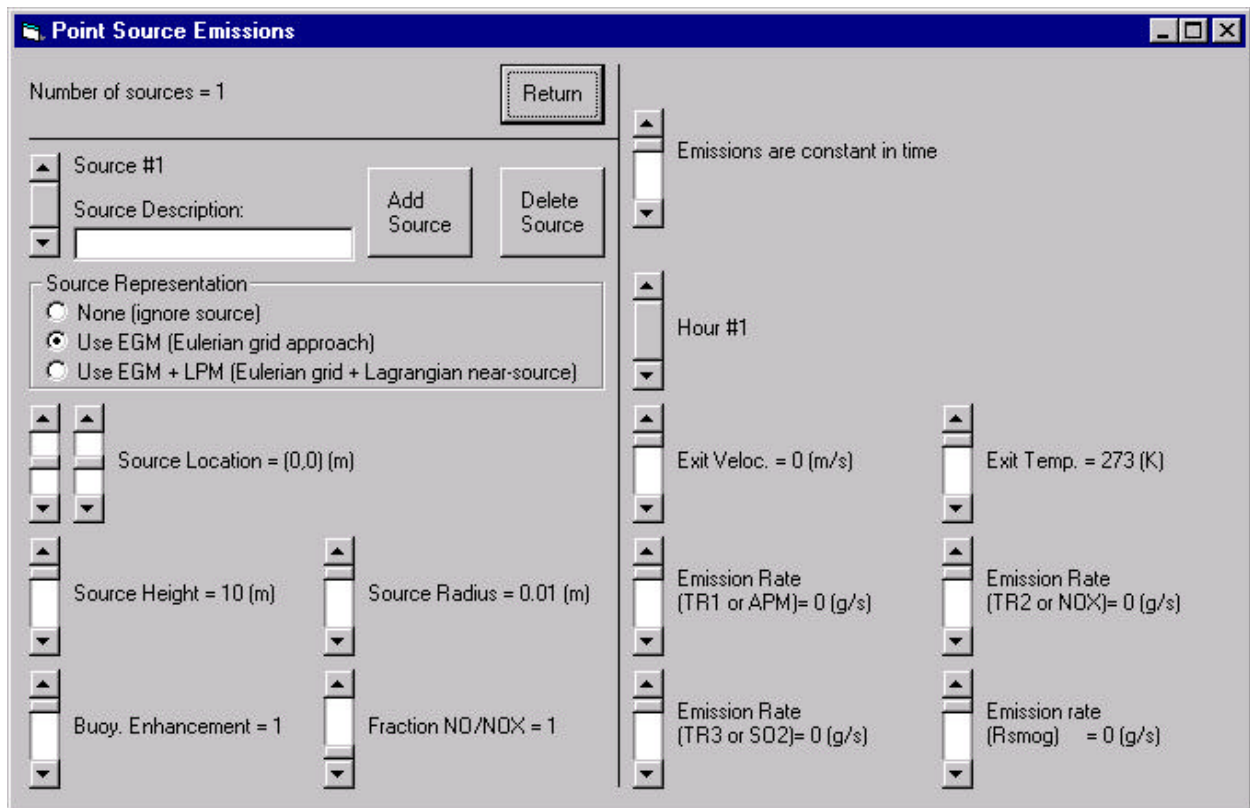 Point Source Emissions
Number of sources = 1
Return
Source #1
Source Description:
Add
Source
Delete
Source
Source Representation
None (ignore source)
Use EGM (Eulerian grid approach)
Use EGM + LPM (Eulerian grid + Lagrangian near-source)
Source Location = (0,0) (m)
Source Height = 10 (m)
Source Radius = 0.01 (m)
Buoy. Enhancement = 1
Fraction NO/NOX = 1
Emissions are constant in time
Hour #1
Exit Veloc. = 0 (m/s)
Exit Temp. = 273 (K)
Emission Rate
(TR1 or APM)= 0 (g/s)
Emission Rate
(TR2 or NOX)= 0 (g/s)
Emission Rate
(TR3 or SO2)= 0 (g/s)
Emission rate
(Rsmog) = 0 (g/s)